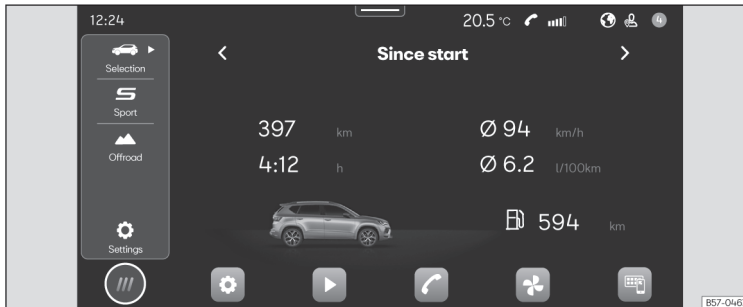 12:24
20.5 °C
4
Selection
Since start
Sport
397 km
Ø 94 km/h
Offroad
4:12 h
Ø 6.2 l/100km
594 km
Settings
B57-046